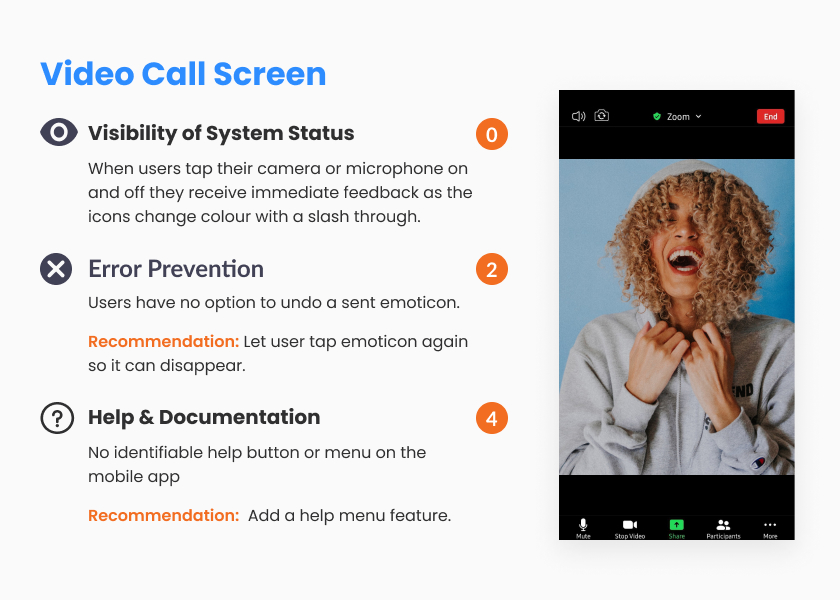 Video Call Screen
Visibility of System Status
0
When users tap their camera or microphone on
and off they receive immediate feedback as the
icons change colour with a slash through.
Error Prevention
2
Users have no option to undo a sent emoticon.
Recommendation: Let user tap emoticon again
so it can disappear.
Help & Documentation
4
No identifiable help button or menu on the
mobile app
Recommendation: Add a help menu feature.
Zoom
End
END
Mute
Stop Video
Share
Participants
More